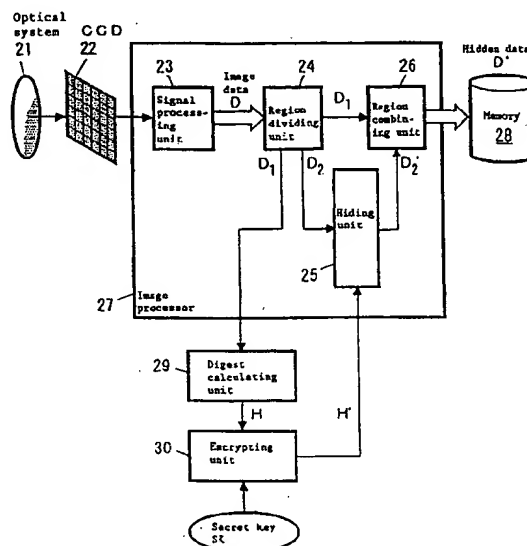 Optical
system
21
CCD
22
23
Signal
process-
ing
unit
Image
data
D
24
Region
dividing
unit
D₁
26
Region
combin-
ing unit
Hidden data
D'
Memory
28
D₁
D₂
D₂'
Hiding
unit
25
27
Image
processor
29
Digest
calculating
unit
H
H'
30
Encrypting
unit
Secret key